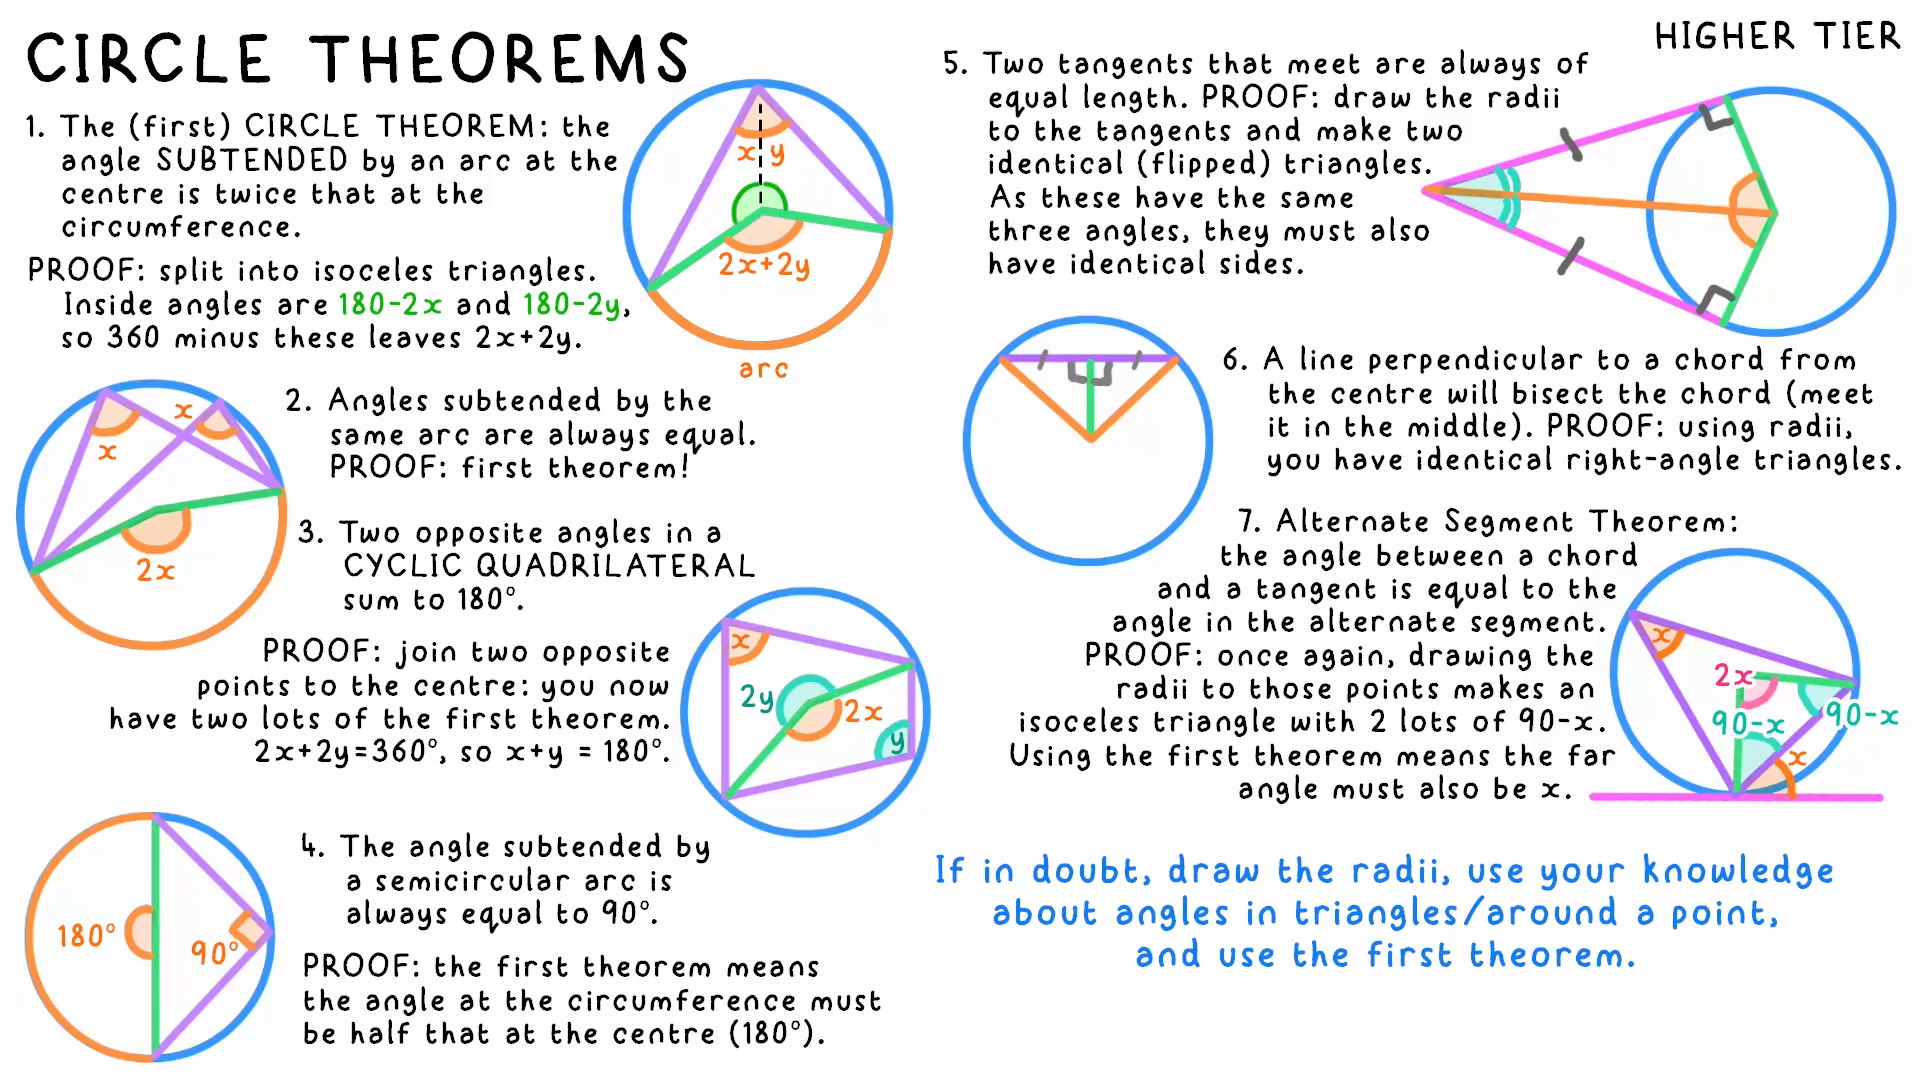 CIRCLE THEOREMS
HIGHER TIER
1. The (first) CIRCLE THEOREM: the
angle SUBTENDED by an arc at the
centre is twice that at the
circumference.
PROOF: split into isoceles triangles.
Inside angles are 180-2x and 180-2y,
so 360 minus these leaves 2x+2y.
x y
2x+2y
arc
2. Angles subtended by the
same arc are always equal.
PROOF: first theorem!
x
x
2x
3. Two opposite angles in a
CYCLIC QUADRILATERAL
sum to 180°.
PROOF: join two opposite
points to the centre: you now
have two lots of the first theorem.
2x+2y=360°, so x+y = 180°.
x
2y
2x
y
4. The angle subtended by
a semicircular arc is
always equal to 90°.
PROOF: the first theorem means
the angle at the circumference must
be half that at the centre (180°).
180°
90°
5. Two tangents that meet are always of
equal length. PROOF: draw the radii
to the tangents and make two
identical (flipped) triangles.
As these have the same
three angles, they must also
have identical sides.
6. A line perpendicular to a chord from
the centre will bisect the chord (meet
it in the middle). PROOF: using radii,
you have identical right-angle triangles.
7. Alternate Segment Theorem:
the angle between a chord
and a tangent is equal to the
angle in the alternate segment.
PROOF: once again, drawing the
radii to those points makes an
isoceles triangle with 2 lots of 90-x.
Using the first theorem means the far
angle must also be x.
x
2x
90-x
90-x
x
If in doubt, draw the radii, use your knowledge
about angles in triangles/around a point,
and use the first theorem.